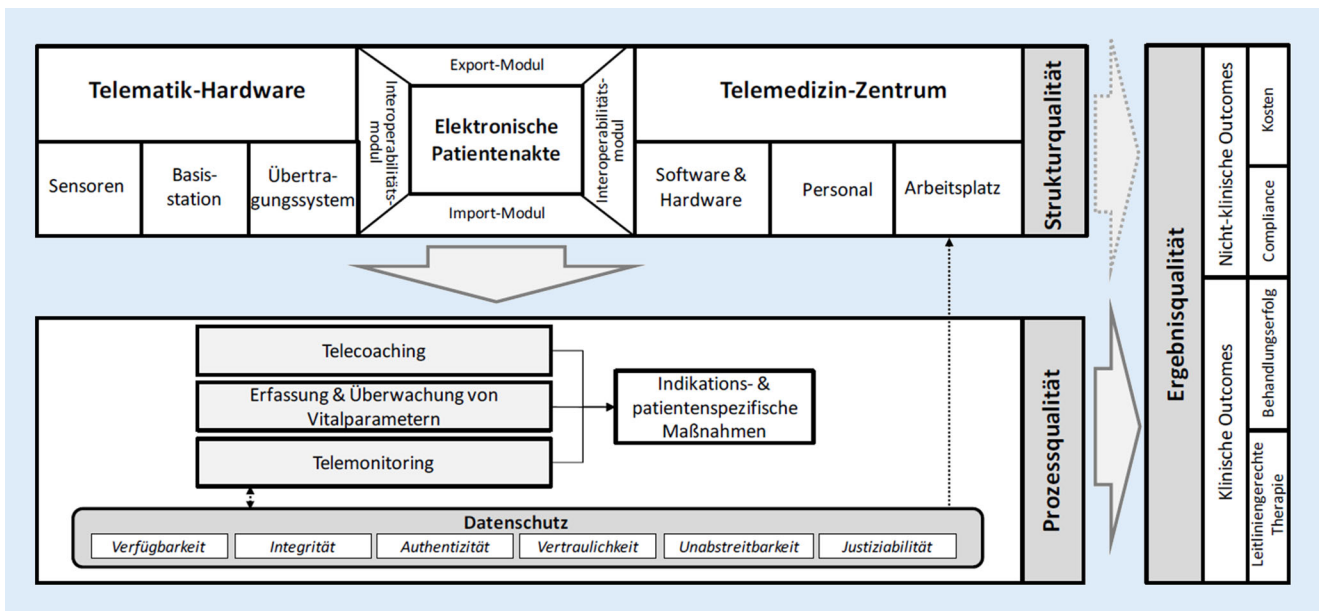 Telematik-Hardware
Sensoren
Basis-
station
Übertra-
gungssystem
Interoperabilitäts-
modul
Export-Modul
Elektronische
Patientenakte
Import-Modul
Interoperabilitäts-
modul
Telemedizin-Zentrum
Software &
Hardware
Personal
Arbeitsplatz
Strukturqualität
Telecoaching
Erfassung & Überwachung von
Vitalparametern
Telemonitoring
Indikations- &
patientenspezifische
Maßnahmen
Datenschutz
Verfügbarkeit
Integrität
Authentizität
Vertraulichkeit
Unabstreitbarkeit
Justiziabilität
Prozessqualität
Ergebnisqualität
Nicht-klinische Outcomes
Kosten
Compliance
Klinische Outcomes
Behandlungserfolg
Leitliniengerechte
Therapie